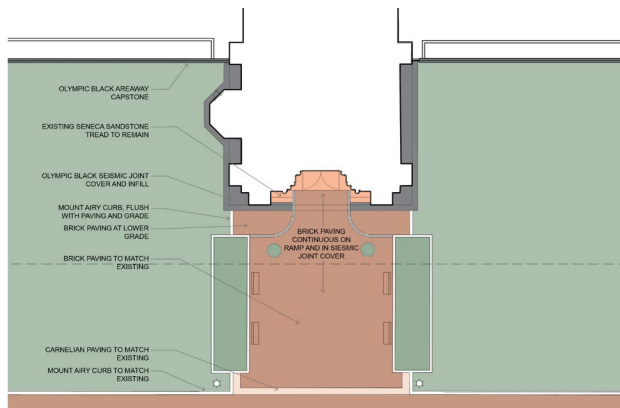 OLYMPIC BLACK AREAWAY
CAPSTONE
EXISTING SENECA SANDSTONE
TREAD TO REMAIN
OLYMPIC BLACK SEISMIC JOINT
COVER AND INFILL
MOUNT AIRY CURB, FLUSH
WITH PAVING AND GRADE
BRICK PAVING AT LOWER
GRADE
BRICK PAVING
CONTINUOUS ON
RAMP AND IN SIESMIC
JOINT COVER
BRICK PAVING TO MATCH
EXISTING
CARNELIAN PAVING TO MATCH
EXISTING
MOUNT AIRY CURB TO MATCH
EXISTING